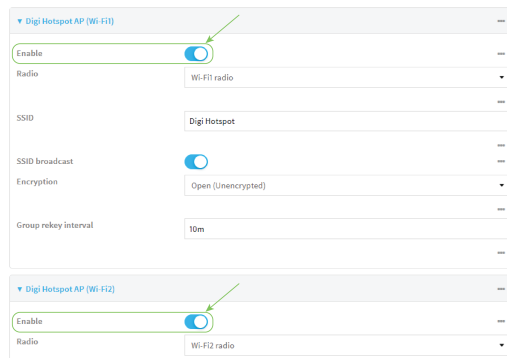 ▼ Digi Hotspot AP (Wi-Fi1)
Enable
Radio Wi-Fi1 radio
SSID Digi Hotspot
SSID broadcast
Encryption Open (Unencrypted)
Group rekey interval 10m
▼ Digi Hotspot AP (Wi-Fi2)
Enable
Radio Wi-Fi2 radio